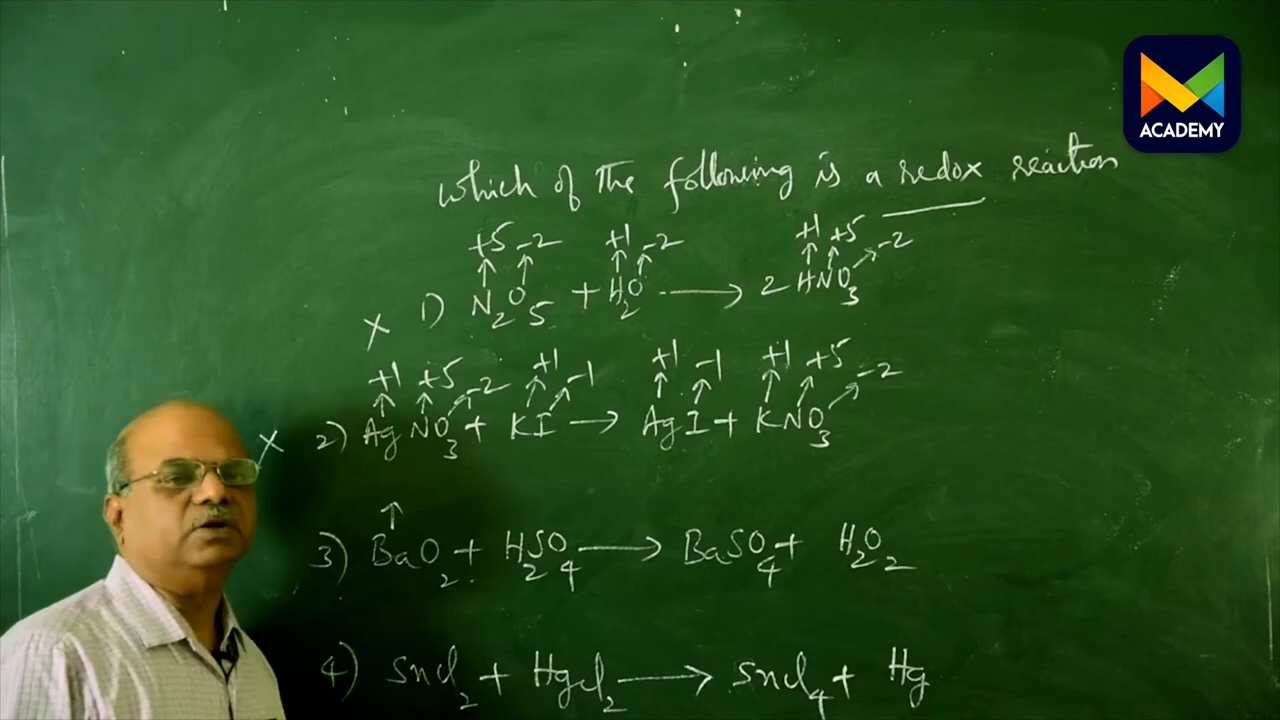 ACADEMY
which of the following is a redox reaction
+5 -2 +1 -2 +1 +5 -2
x 1) N2O5 + H2O → 2HNO3
+1 +5 -2 +1 -1 +1 -1 +1 +5 -2
x 2) AgNO3 + KI → AgI + KNO3
3) BaO2 + H2SO4 → BaSO4 + H2O2
4) SnCl2 + HgCl2 → SnCl4 + Hg